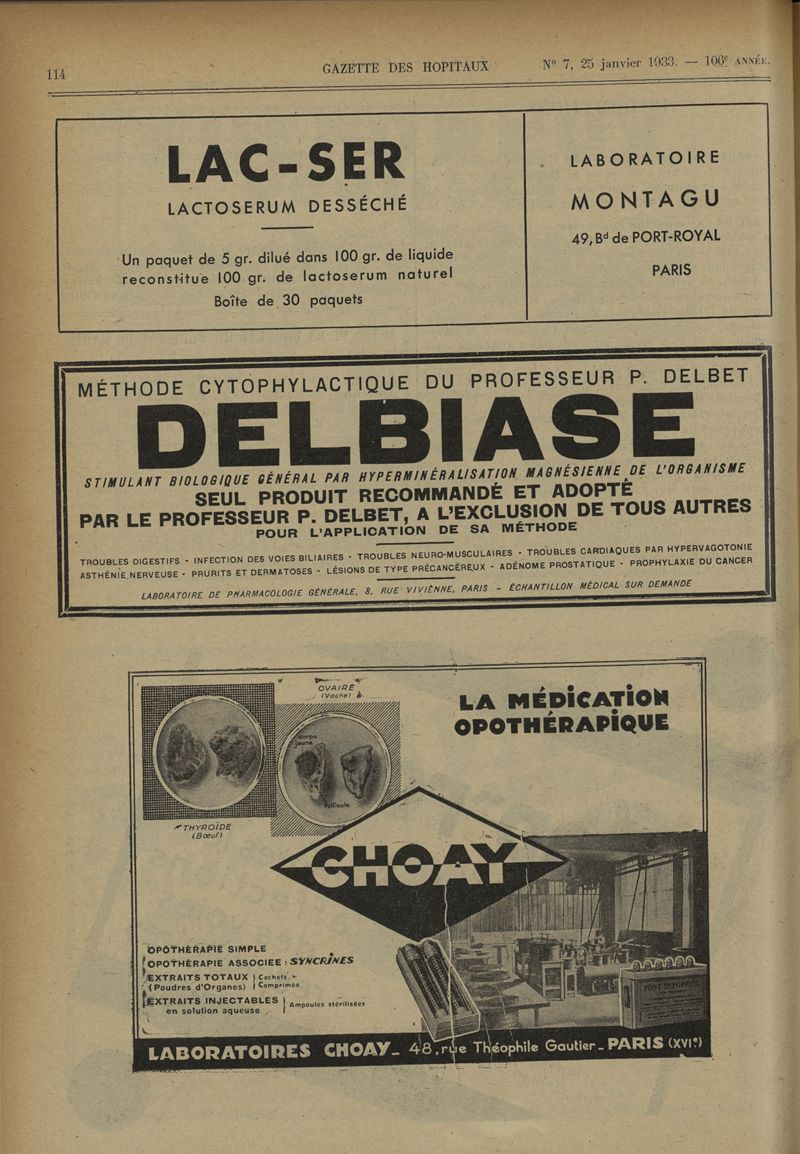 114
GAZETTE DES HOPITAUX
N° 7, 25 janvier 1933. — 106e ANNÉE.
LAC-SER
LACTOSERUM DESSÉCHÉ
Un paquet de 5 gr. dilué dans 100 gr. de liquide
reconstitue 100 gr. de lactoserum naturel
Boîte de 30 paquets
LABORATOIRE
MONTAGU
49, Bd de PORT-ROYAL
PARIS
MÉTHODE CYTOPHYLACTIQUE DU PROFESSEUR P. DELBET
DELBIASE
STIMULANT BIOLOGIQUE GÉNÉRAL PAR HYPERMINÉRALISATION MAGNÉSIENNE DE L'ORGANISME
SEUL PRODUIT RECOMMANDÉ ET ADOPTÉ
PAR LE PROFESSEUR P. DELBET, A L'EXCLUSION DE TOUS AUTRES
POUR L'APPLICATION DE SA MÉTHODE
TROUBLES DIGESTIFS - INFECTION DES VOIES BILIAIRES - TROUBLES NEURO-MUSCULAIRES - TROUBLES CARDIAQUES PAR HYPERVAGOTONIE
ASTHÉNIE NERVEUSE - PRURITS ET DERMATOSES - LÉSIONS DE TYPE PRÉCANCÉREUX - ADÉNOME PROSTATIQUE - PROPHYLAXIE DU CANCER
LABORATOIRE DE PHARMACOLOGIE GÉNÉRALE, 8, RUE VIVIENNE, PARIS - ÉCHANTILLON MÉDICAL SUR DEMANDE
OVAIRE
(Vache)
corps
jaune
follicule
THYROÏDE
(Bœuf)
LA MÉDICATION
OPOTHÉRAPIQUE
CHOAY
OPOTHÉRAPIE SIMPLE
OPOTHÉRAPIE ASSOCIEE : SYNCRINES
EXTRAITS TOTAUX Cachets
(Poudres d'Organes) Comprimés
EXTRAITS INJECTABLES Ampoules stérilisées
en solution aqueuse
LABORATOIRES CHOAY_ 48, rue Théophile Gautier_ PARIS (XVIe)